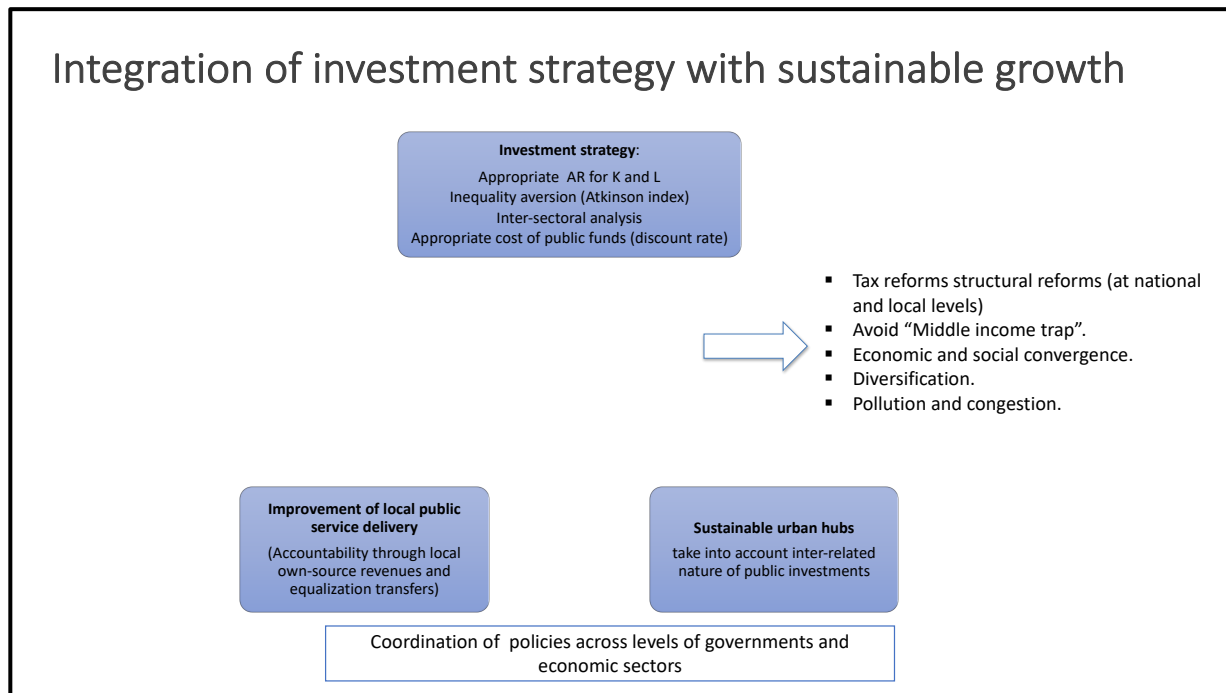 Integration of investment strategy with sustainable growth
Investment strategy:
Appropriate AR for K and L
Inequality aversion (Atkinson index)
Inter-sectoral analysis
Appropriate cost of public funds (discount rate)
▪ Tax reforms structural reforms (at national
and local levels)
▪ Avoid “Middle income trap”.
▪ Economic and social convergence.
▪ Diversification.
▪ Pollution and congestion.
Improvement of local public
service delivery
(Accountability through local
own-source revenues and
equalization transfers)
Sustainable urban hubs
take into account inter-related
nature of public investments
Coordination of policies across levels of governments and
economic sectors